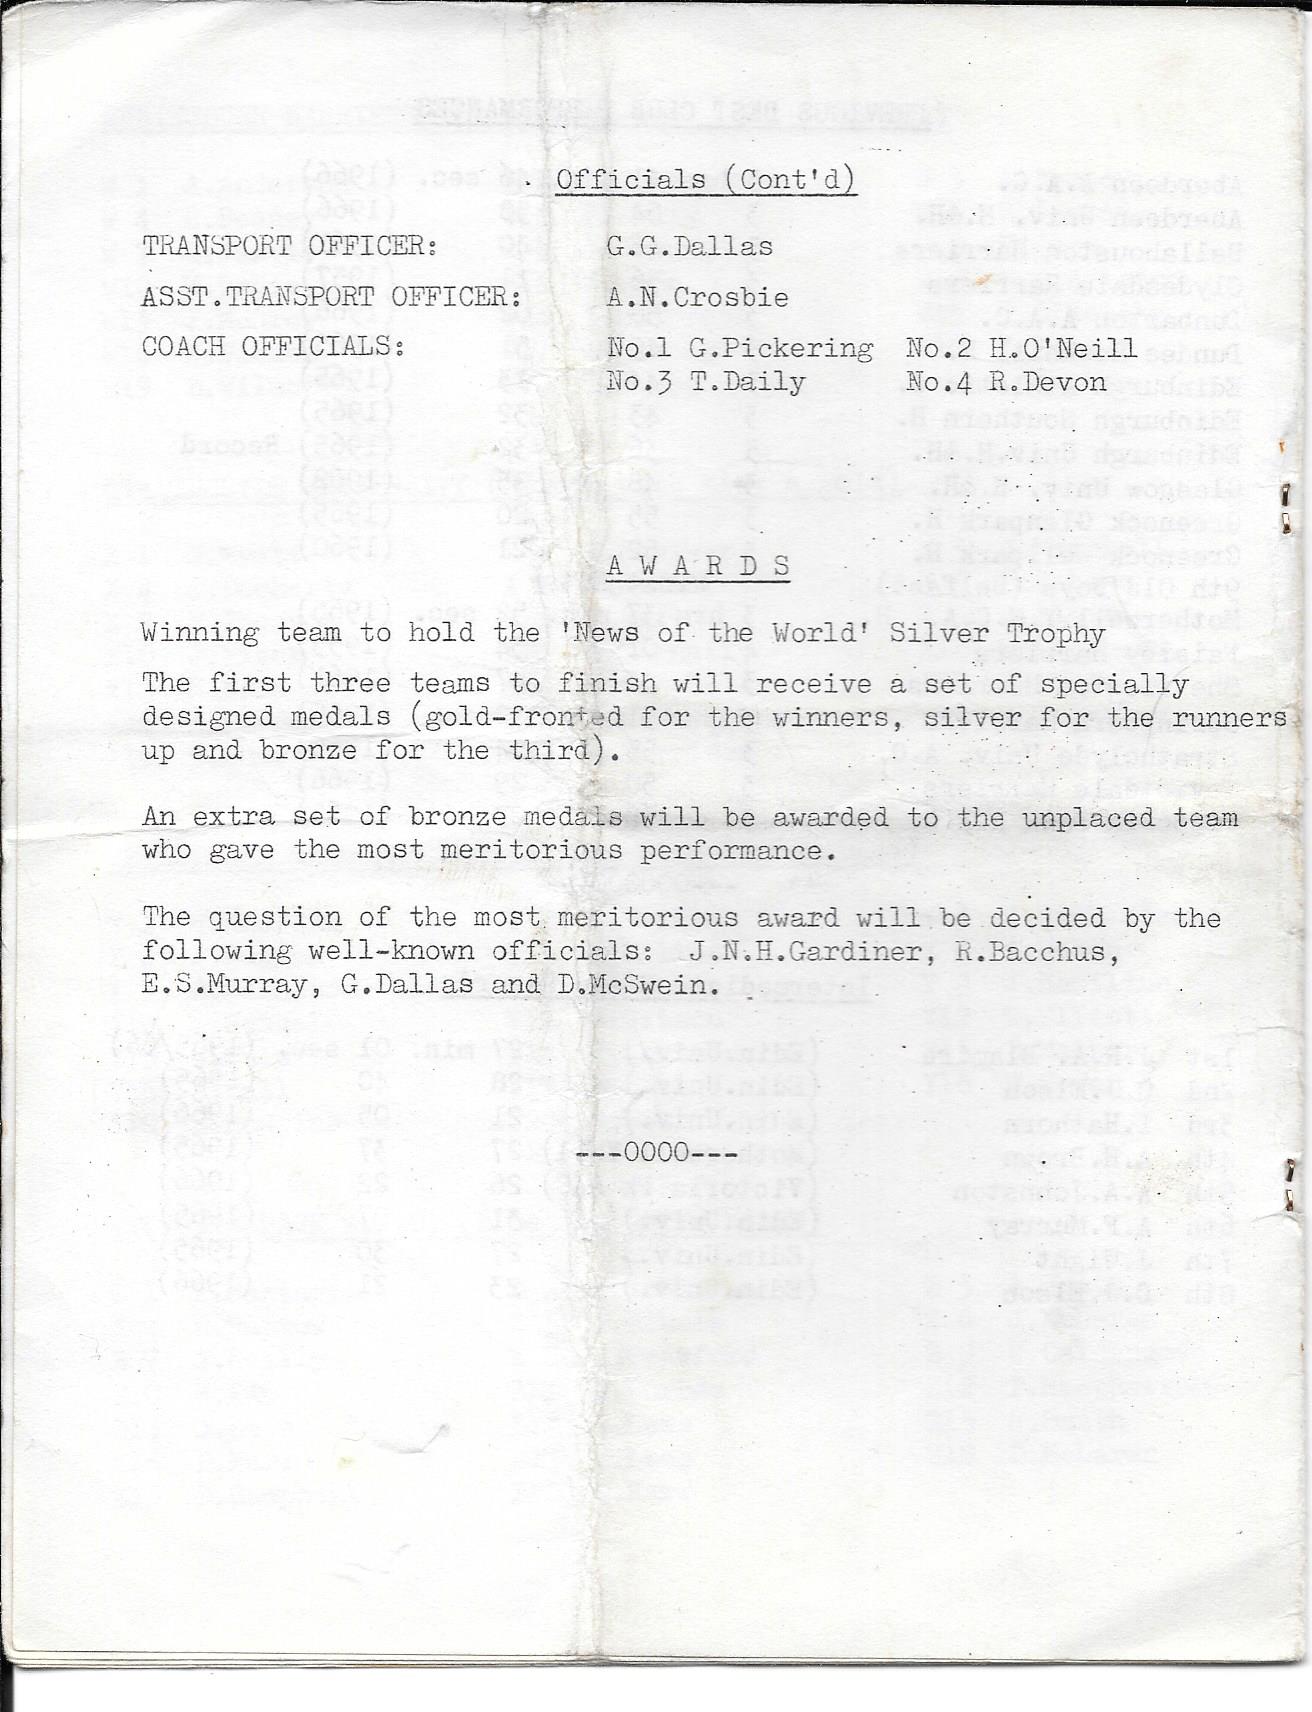 Officials (Cont'd)
TRANSPORT OFFICER: G.G.Dallas
ASST.TRANSPORT OFFICER: A.N.Crosbie
COACH OFFICIALS: No.1 G.Pickering No.2 H.O'Neill
No.3 T.Daily No.4 R.Devon
A W A R D S
Winning team to hold the 'News of the World' Silver Trophy
The first three teams to finish will receive a set of specially
designed medals (gold-fronted for the winners, silver for the runners
up and bronze for the third).
An extra set of bronze medals will be awarded to the unplaced team
who gave the most meritorious performance.
The question of the most meritorious award will be decided by the
following well-known officials: J.N.H.Gardiner, R.Bacchus,
E.S.Murray, G.Dallas and D.McSwein.
---0000---